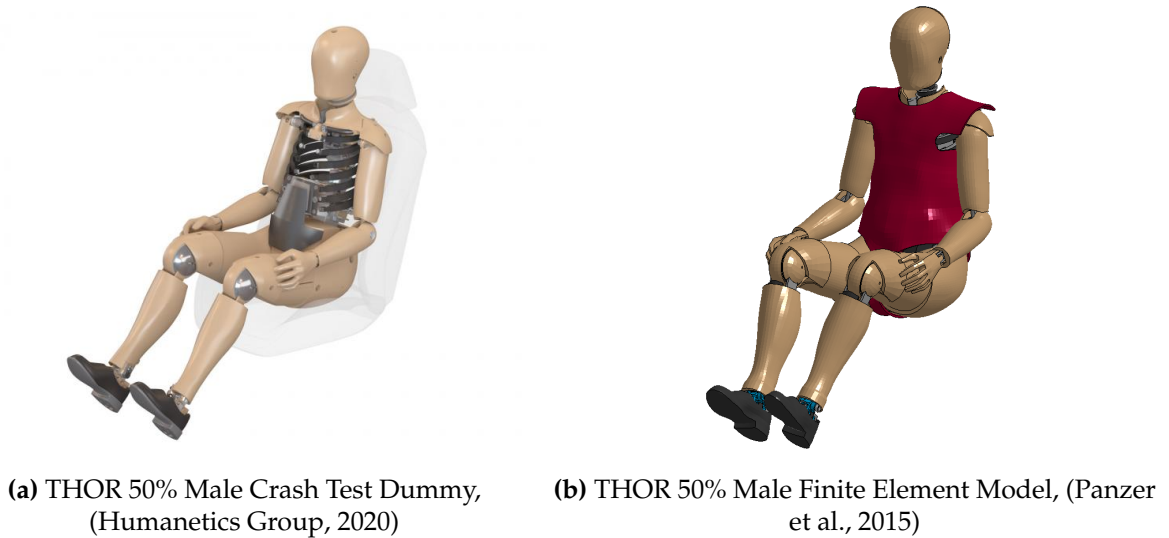 (a) THOR 50% Male Crash Test Dummy,
(Humanetics Group, 2020)
(b) THOR 50% Male Finite Element Model, (Panzer
et al., 2015)